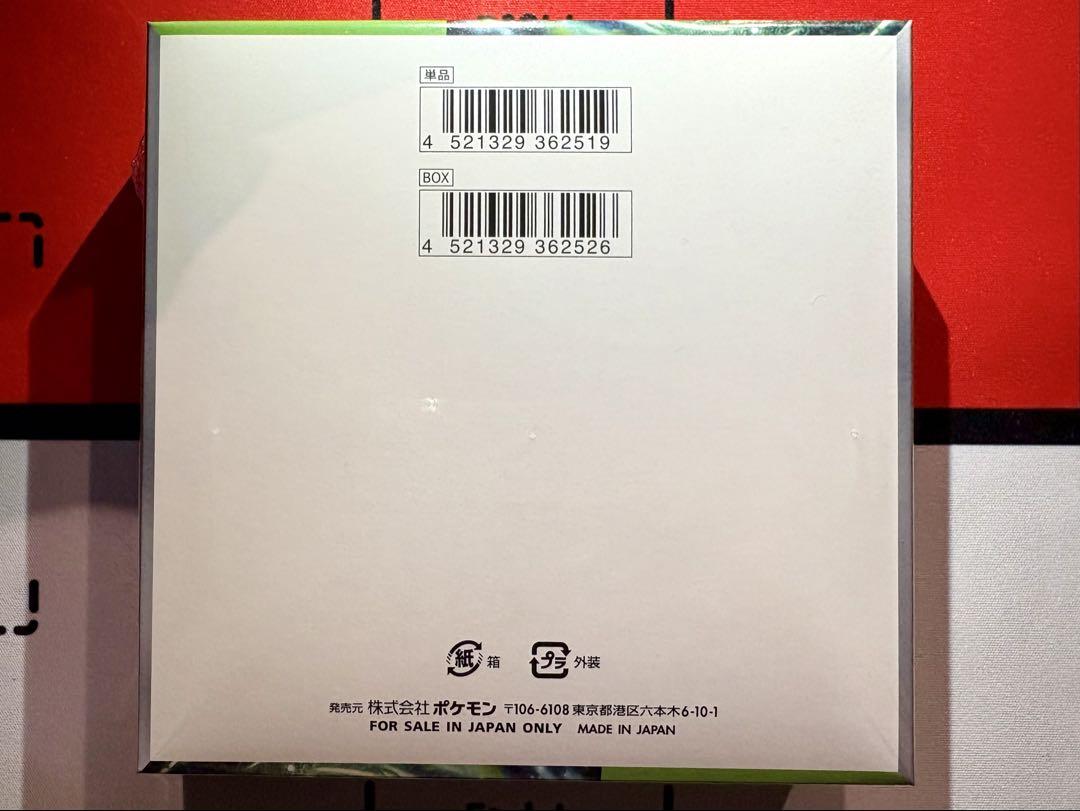 単品
4 521329 362519
BOX
4 521329 362526
紙 箱 プラ 外装
発売元 株式会社ポケモン 〒106-6108 東京都港区六本木6-10-1
FOR SALE IN JAPAN ONLY MADE IN JAPAN